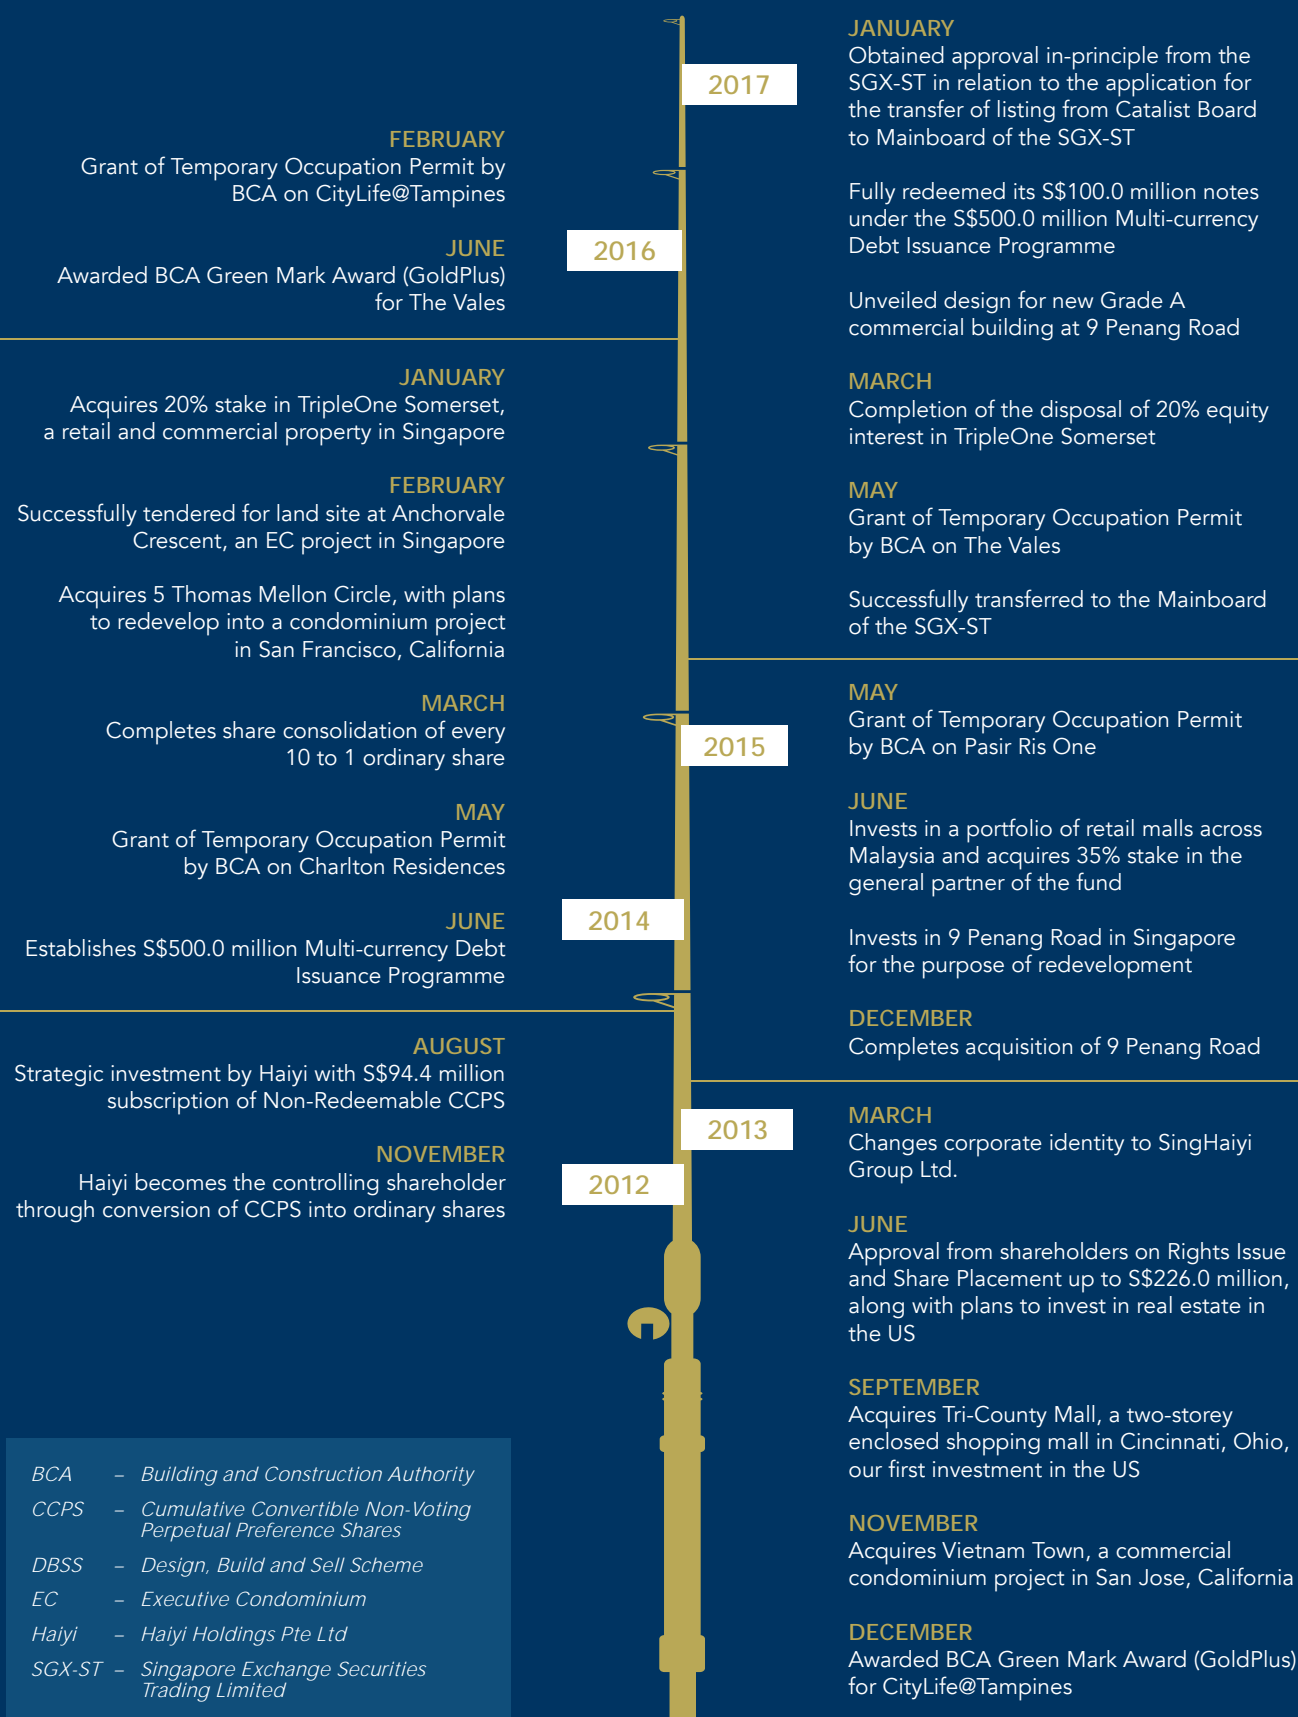 2017
JANUARY
Obtained approval in-principle from the
SGX-ST in relation to the application for
the transfer of listing from Catalist Board
to Mainboard of the SGX-ST
Fully redeemed its S$100.0 million notes
under the S$500.0 million Multi-currency
Debt Issuance Programme
Unveiled design for new Grade A
commercial building at 9 Penang Road
MARCH
Completion of the disposal of 20% equity
interest in TripleOne Somerset
MAY
Grant of Temporary Occupation Permit
by BCA on The Vales
Successfully transferred to the Mainboard
of the SGX-ST
2016
FEBRUARY
Grant of Temporary Occupation Permit by
BCA on CityLife@Tampines
JUNE
Awarded BCA Green Mark Award (GoldPlus)
for The Vales
2015
MAY
Grant of Temporary Occupation Permit
by BCA on Pasir Ris One
JUNE
Invests in a portfolio of retail malls across
Malaysia and acquires 35% stake in the
general partner of the fund
Invests in 9 Penang Road in Singapore
for the purpose of redevelopment
DECEMBER
Completes acquisition of 9 Penang Road
2014
JANUARY
Acquires 20% stake in TripleOne Somerset,
a retail and commercial property in Singapore
FEBRUARY
Successfully tendered for land site at Anchorvale
Crescent, an EC project in Singapore
Acquires 5 Thomas Mellon Circle, with plans
to redevelop into a condominium project
in San Francisco, California
MARCH
Completes share consolidation of every
10 to 1 ordinary share
MAY
Grant of Temporary Occupation Permit
by BCA on Charlton Residences
JUNE
Establishes S$500.0 million Multi-currency Debt
Issuance Programme
2013
MARCH
Changes corporate identity to SingHaiyi
Group Ltd.
JUNE
Approval from shareholders on Rights Issue
and Share Placement up to S$226.0 million,
along with plans to invest in real estate in
the US
SEPTEMBER
Acquires Tri-County Mall, a two-storey
enclosed shopping mall in Cincinnati, Ohio,
our first investment in the US
NOVEMBER
Acquires Vietnam Town, a commercial
condominium project in San Jose, California
DECEMBER
Awarded BCA Green Mark Award (GoldPlus)
for CityLife@Tampines
2012
AUGUST
Strategic investment by Haiyi with S$94.4 million
subscription of Non-Redeemable CCPS
NOVEMBER
Haiyi becomes the controlling shareholder
through conversion of CCPS into ordinary shares
BCA – Building and Construction Authority
CCPS – Cumulative Convertible Non-Voting
Perpetual Preference Shares
DBSS – Design, Build and Sell Scheme
EC – Executive Condominium
Haiyi – Haiyi Holdings Pte Ltd
SGX-ST – Singapore Exchange Securities
Trading Limited